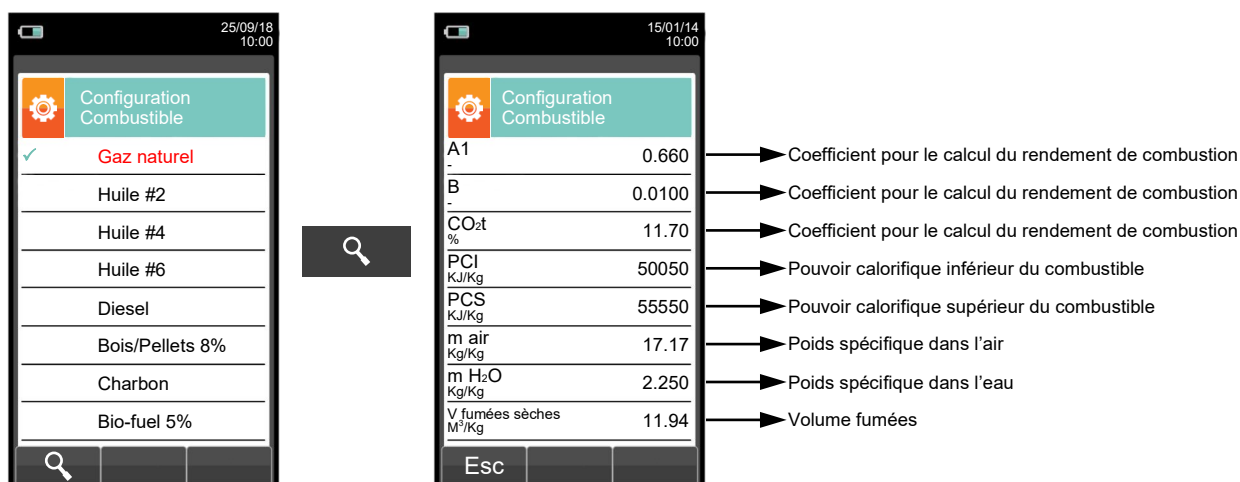 25/09/18
10:00
Configuration
Combustible
✓ Gaz naturel
Huile #2
Huile #4
Huile #6
Diesel
Bois/Pellets 8%
Charbon
Bio-fuel 5%
15/01/14
10:00
Configuration
Combustible
A1
-
0.660
Coefficient pour le calcul du rendement de combustion
B
-
0.0100
Coefficient pour le calcul du rendement de combustion
CO₂t
%
11.70
Coefficient pour le calcul du rendement de combustion
PCI
KJ/Kg
50050
Pouvoir calorifique inférieur du combustible
PCS
KJ/Kg
55550
Pouvoir calorifique supérieur du combustible
m air
Kg/Kg
17.17
Poids spécifique dans l’air
m H₂O
Kg/Kg
2.250
Poids spécifique dans l’eau
V fumées sèches
M³/Kg
11.94
Volume fumées
Esc